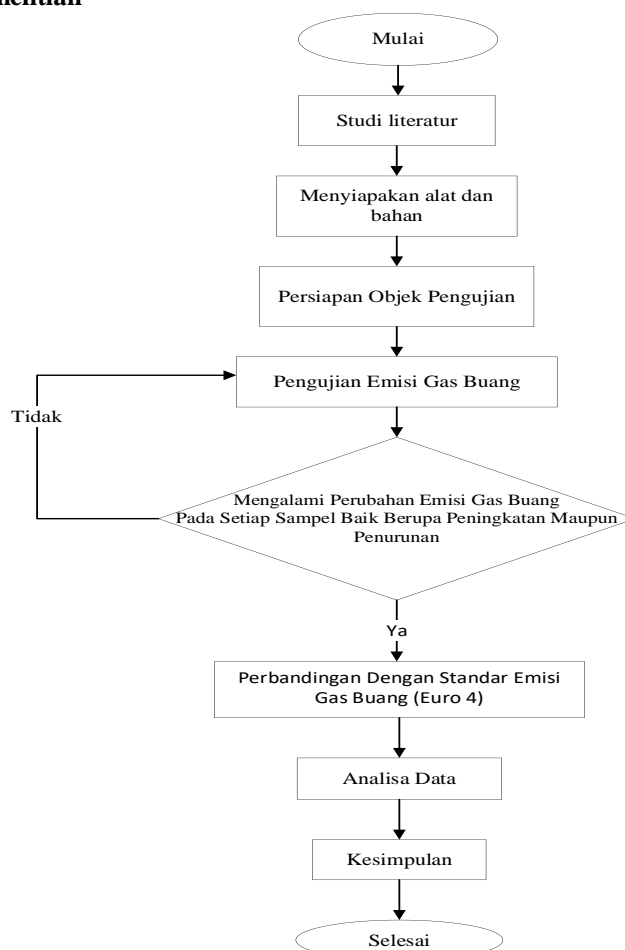 Mulai
Studi literatur
Menyiapakan alat dan
bahan
Persiapan Objek Pengujian
Pengujian Emisi Gas Buang
Tidak
Mengalami Perubahan Emisi Gas Buang
Pada Setiap Sampel Baik Berupa Peningkatan Maupun
Penurunan
Ya
Perbandingan Dengan Standar Emisi
Gas Buang (Euro 4)
Analisa Data
Kesimpulan
Selesai